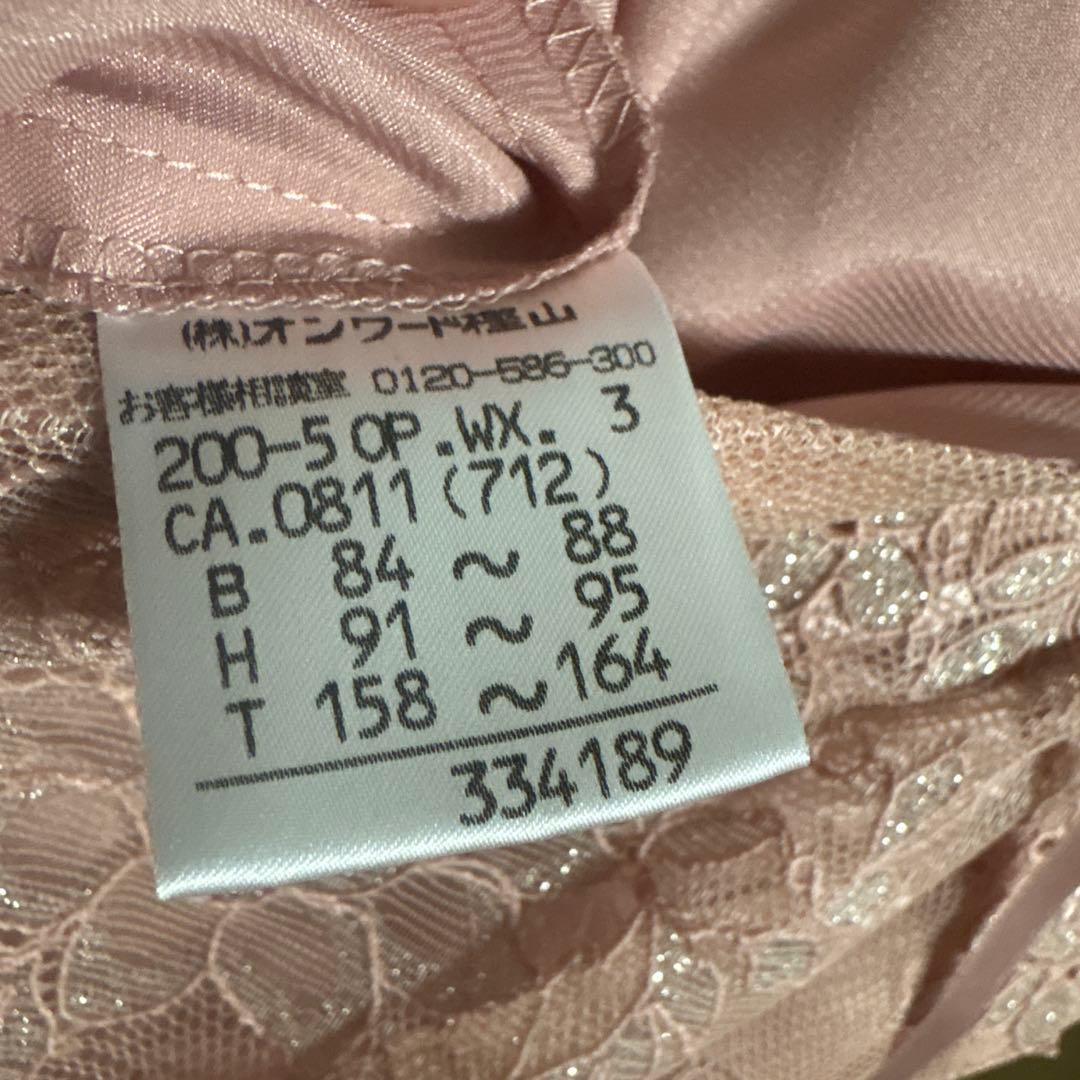 (株)オンワード樫山
お客様相談室 0120-586-300
200-5 OP.WX. 3
CA.0811(712)
B 84 ~ 88
H 91 ~ 95
T 158 ~ 164
334189